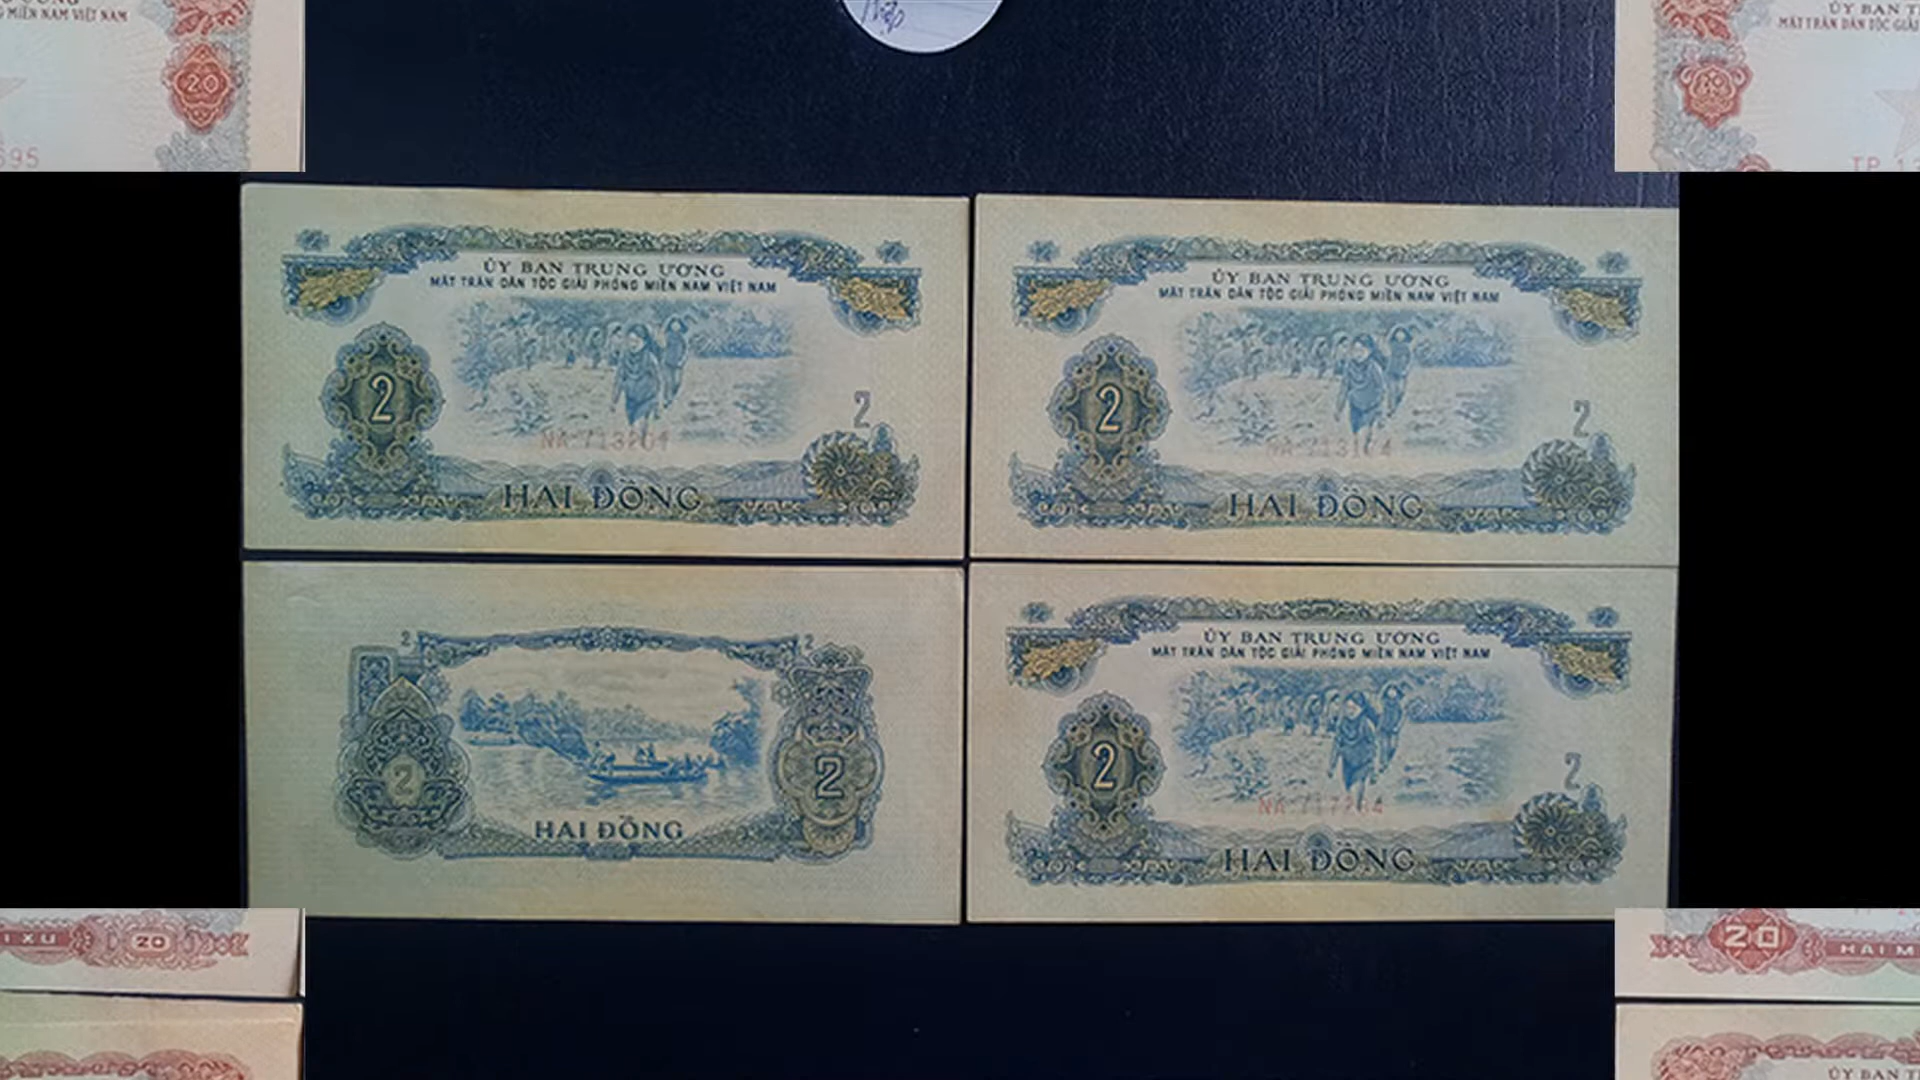 G MIỀN NAM VIỆT NAM
20
695
ỦY BAN T
MẶT TRẬN DÂN TỘC GIẢI
20
ỦY BAN TRUNG ƯƠNG
MẶT TRẬN DÂN TỘC GIẢI PHÓNG MIỀN NAM VIỆT NAM
2
2
HAI ĐỒNG
ỦY BAN TRUNG ƯƠNG
MẶT TRẬN DÂN TỘC GIẢI PHÓNG MIỀN NAM VIỆT NAM
2
2
HAI ĐỒNG
2
2
2
2
HAI ĐỒNG
ỦY BAN TRUNG ƯƠNG
MẶT TRẬN DÂN TỘC GIẢI PHÓNG MIỀN NAM VIỆT NAM
2
2
HAI ĐỒNG
I XU
20
20
HAI M
ỦY BAN T